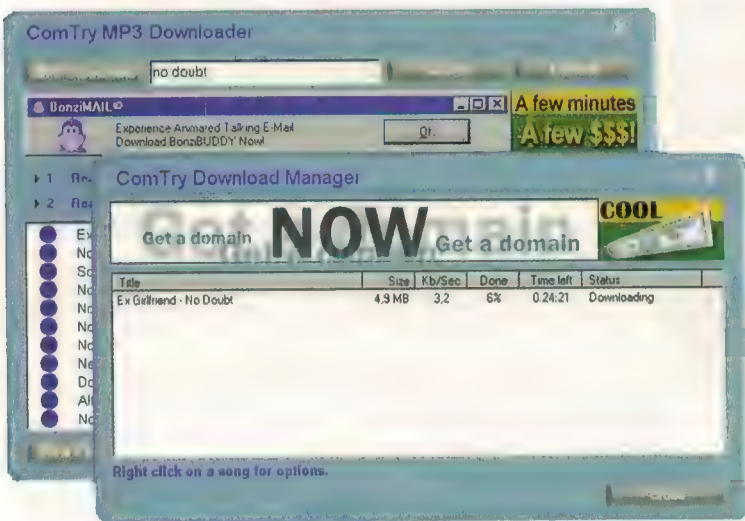 ComTry MP3 Downloader
no doubt
BonziMAIL©
A few minutes
Experience Animated Talking E-Mail
Download BonziBUDDY Now!
A few $$$!
1
2
ComTry Download Manager
Get a domain NOW Get a domain
COOL
Title Size Kb/Sec Done Time left Status
Ex Girlfriend - No Doubt 4,9 MB 3,2 6% 0:24:21 Downloading
Ex
No
So
No
No
No
No
Ne
Do
Alt
No
Right click on a song for options.